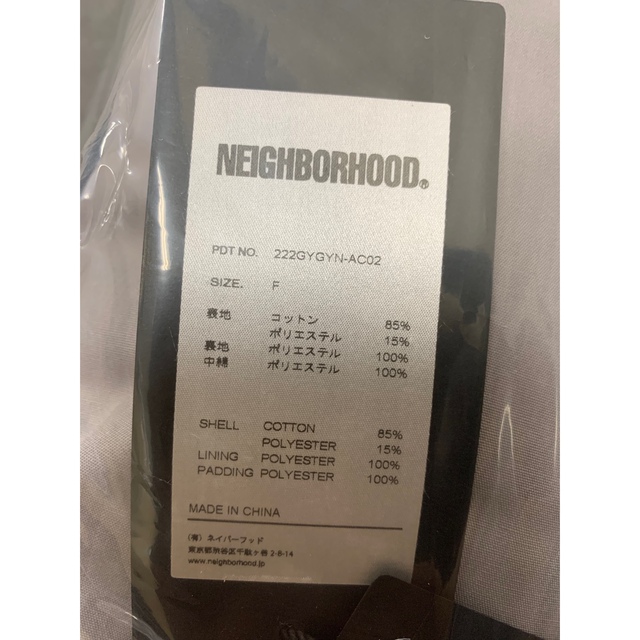 NEIGHBORHOOD®
PDT NO. 222GYGYN-AC02
SIZE. F
表地 コットン 85%
ポリエステル 15%
裏地 ポリエステル 100%
中綿 ポリエステル 100%
SHELL COTTON 85%
POLYESTER 15%
LINING POLYESTER 100%
PADDING POLYESTER 100%
MADE IN CHINA
(有) ネイバーフッド
東京都渋谷区千駄ヶ谷 2-8-14
www.neighborhood.jp